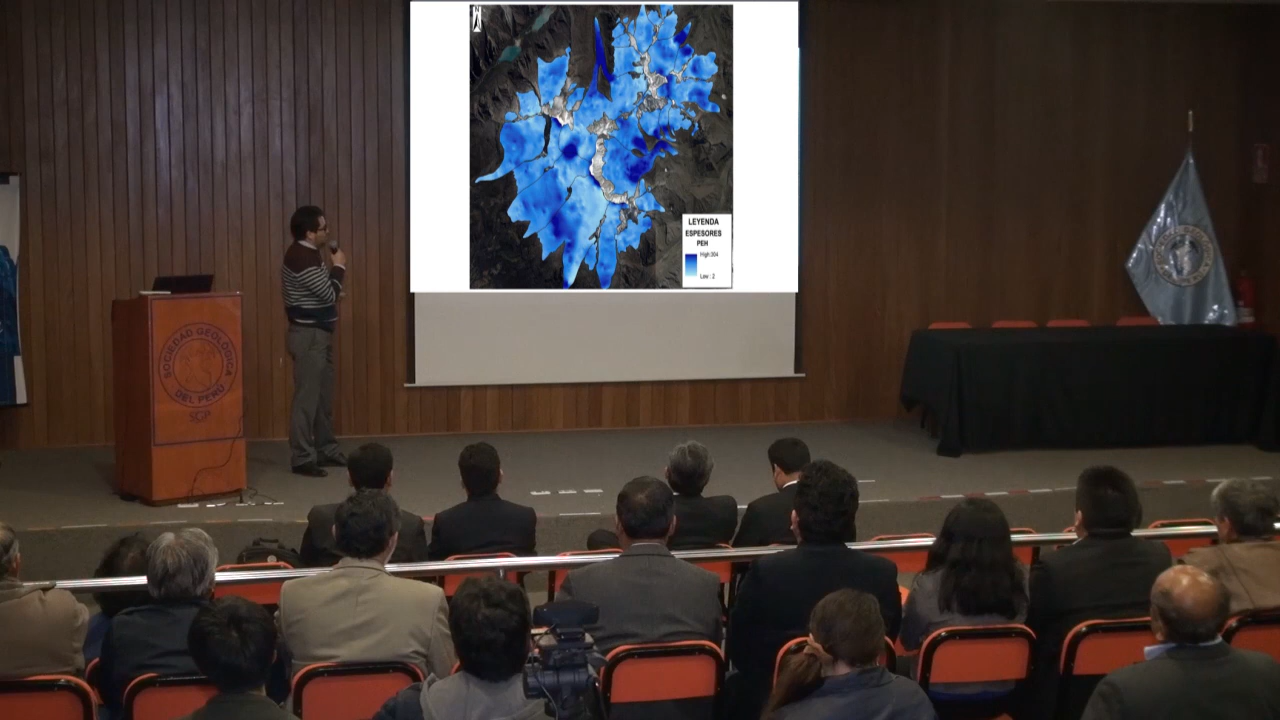 N
LEYENDA
ESPESORES
PEH
High:304
Low : 2
SOCIEDAD GEOLÓGICA
DEL PERÚ
SGP